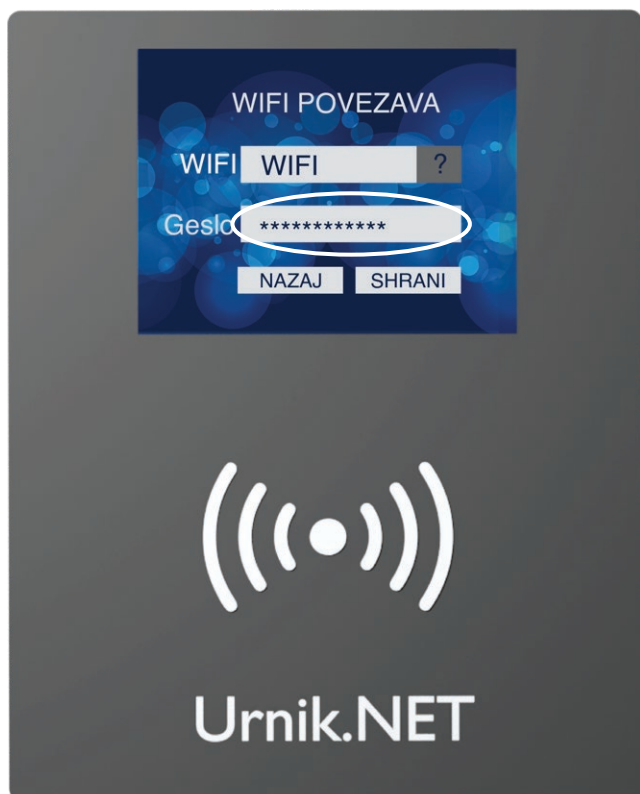 WIFI POVEZAVA
WIFI WIFI ?
Geslo ************
NAZAJ SHRANI
Urnik.NET